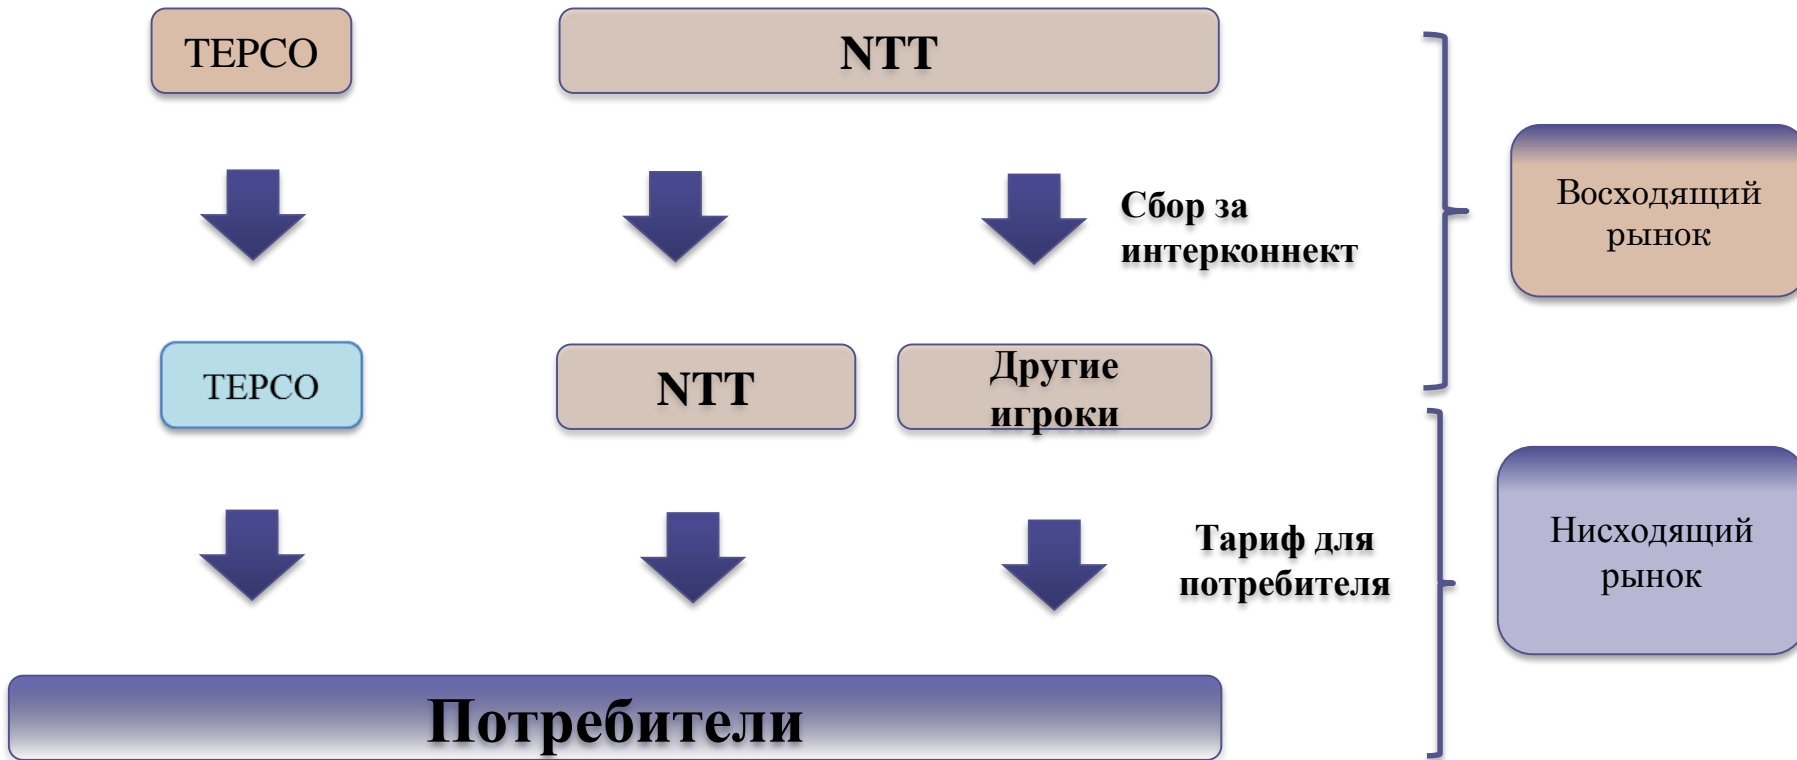 TEPCO
NTT
Сбор за
интерконнект
Восходящий
рынок
TEPCO
NTT
Другие
игроки
Тариф для
потребителя
Нисходящий
рынок
Потребители